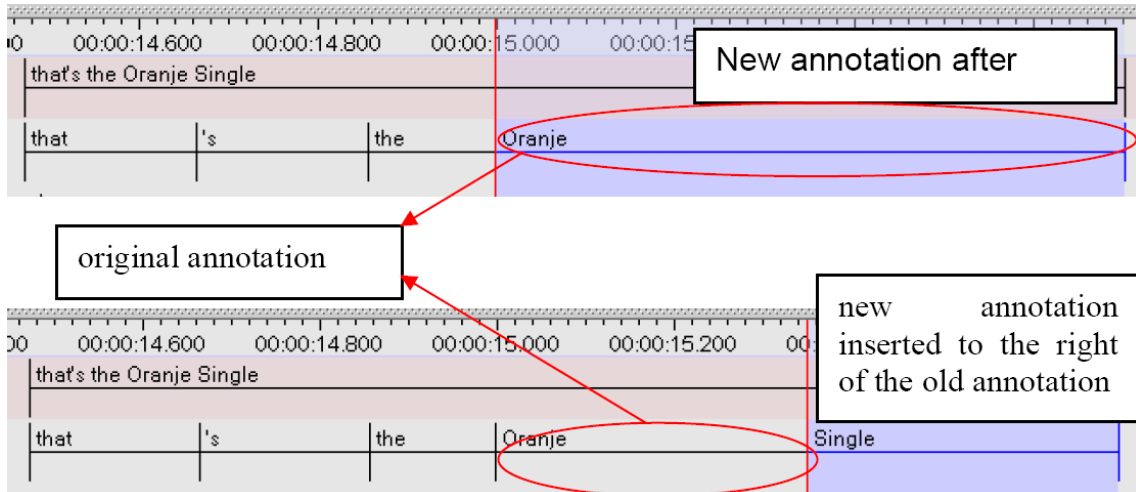 00:00:14.600 00:00:14.800 00:00:15.000 00:00:15
New annotation after
that's the Oranje Single
that 's the Oranje
original annotation
new annotation
inserted to the right
of the old annotation
00 00:00:14.600 00:00:14.800 00:00:15.000 00:00:15.200 00:
that's the Oranje Single
that 's the Oranje Single